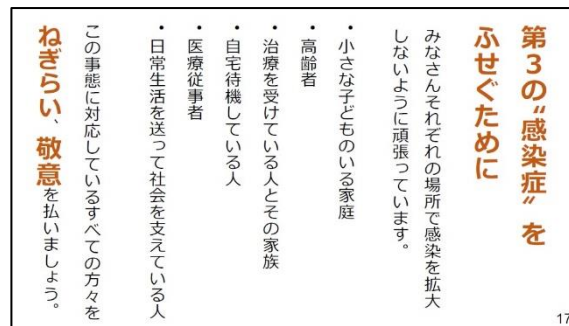 第3の“感染症”を
ふせぐために
みなさんそれぞれの場所で感染を拡大
しないように頑張っています。
・小さな子どものいる家庭
・高齢者
・治療を受けている人とその家族
・自宅待機している人
・医療従事者
・日常生活を送って社会を支えている人
この事態に対応しているすべての方々を
ねぎらい、敬意を払いましょう。
17